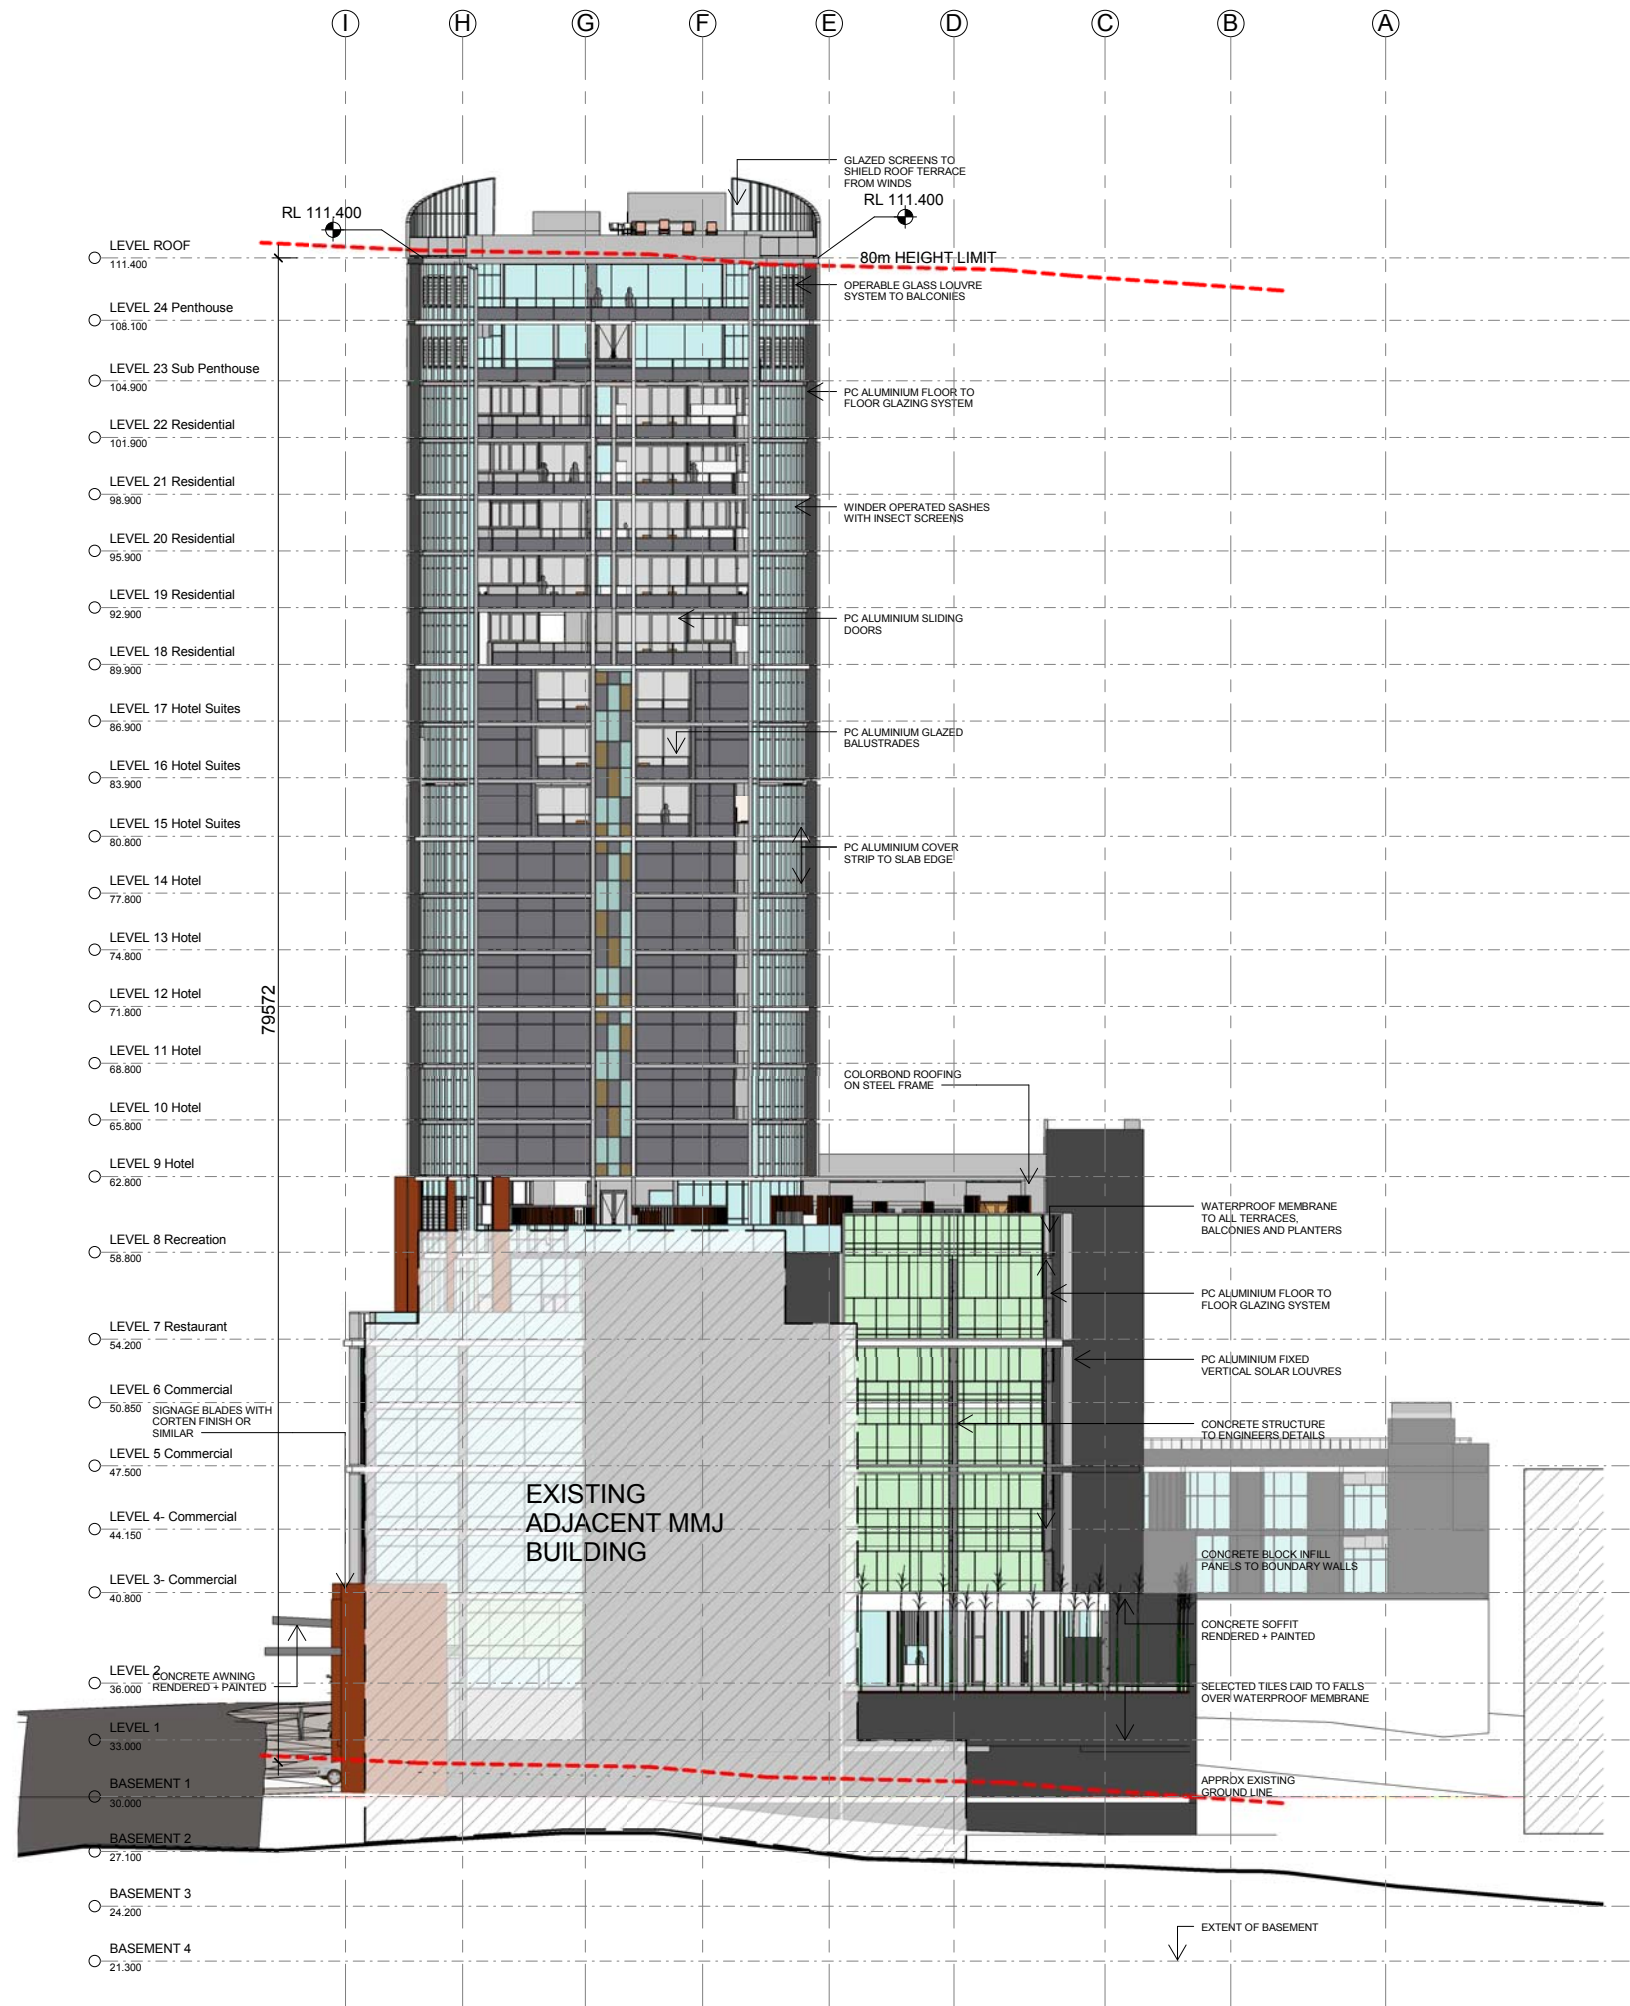 I H G F E D C B A
GLAZED SCREENS TO
SHIELD ROOF TERRACE
FROM WINDS
RL 111.400
RL 111.400
LEVEL ROOF
111.400
80m HEIGHT LIMIT
OPERABLE GLASS LOUVRE
SYSTEM TO BALCONIES
LEVEL 24 Penthouse
108.100
LEVEL 23 Sub Penthouse
104.900
PC ALUMINIUM FLOOR TO
FLOOR GLAZING SYSTEM
LEVEL 22 Residential
101.900
LEVEL 21 Residential
98.900
WINDER OPERATED SASHES
WITH INSECT SCREENS
LEVEL 20 Residential
95.900
LEVEL 19 Residential
92.900
PC ALUMINIUM SLIDING
DOORS
LEVEL 18 Residential
89.900
LEVEL 17 Hotel Suites
86.900
PC ALUMINIUM GLAZED
BALUSTRADES
LEVEL 16 Hotel Suites
83.900
LEVEL 15 Hotel Suites
80.800
PC ALUMINIUM COVER
STRIP TO SLAB EDGE
LEVEL 14 Hotel
77.800
LEVEL 13 Hotel
74.800
79572
LEVEL 12 Hotel
71.800
LEVEL 11 Hotel
68.800
COLORBOND ROOFING
ON STEEL FRAME
LEVEL 10 Hotel
65.800
LEVEL 9 Hotel
62.800
WATERPROOF MEMBRANE
TO ALL TERRACES,
BALCONIES AND PLANTERS
LEVEL 8 Recreation
58.800
PC ALUMINIUM FLOOR TO
FLOOR GLAZING SYSTEM
LEVEL 7 Restaurant
54.200
PC ALUMINIUM FIXED
VERTICAL SOLAR LOUVRES
LEVEL 6 Commercial
50.850
SIGNAGE BLADES WITH
CORTEN FINISH OR
SIMILAR
CONCRETE STRUCTURE
TO ENGINEERS DETAILS
LEVEL 5 Commercial
47.500
EXISTING
ADJACENT MMJ
BUILDING
LEVEL 4- Commercial
44.150
CONCRETE BLOCK INFILL
PANELS TO BOUNDARY WALLS
LEVEL 3- Commercial
40.800
CONCRETE SOFFIT
RENDERED + PAINTED
LEVEL 2
36.000
CONCRETE AWNING
RENDERED + PAINTED
SELECTED TILES LAID TO FALLS
OVER WATERPROOF MEMBRANE
LEVEL 1
33.000
BASEMENT 1
30.000
APPROX EXISTING
GROUND LINE
BASEMENT 2
27.100
BASEMENT 3
24.200
EXTENT OF BASEMENT
BASEMENT 4
21.300